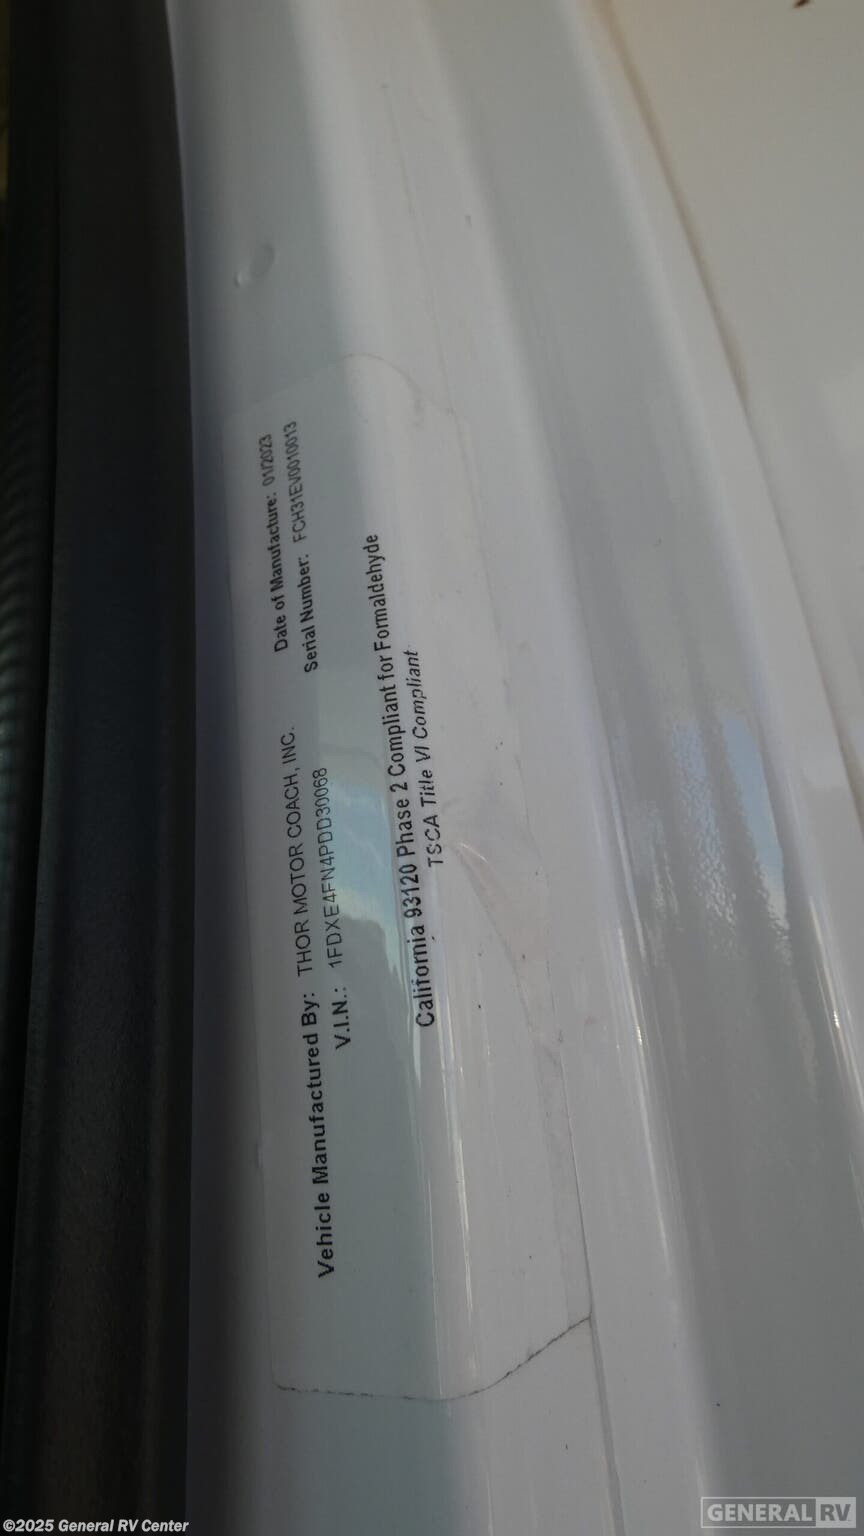 Vehicle Manufactured By: THOR MOTOR COACH, INC. Date of Manufacture: 01/2023
V.I.N.: 1FDXE4FN4PDD30068 Serial Number: FCH31EV0010013
California 93120 Phase 2 Compliant for Formaldehyde
TSCA Title VI Compliant
©2025 General RV Center
GENERAL RV